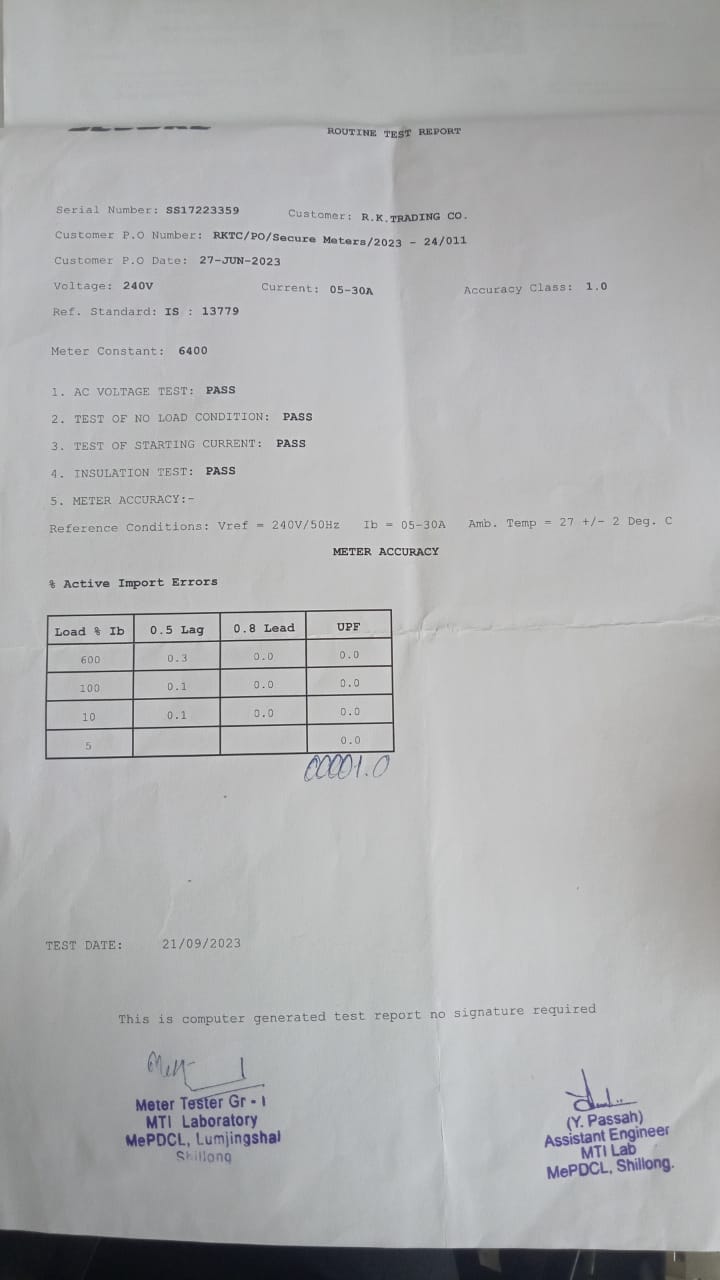 ROUTINE TEST REPORT
Serial Number: SS17223359 Customer: R.K.TRADING CO.
Customer P.O Number: RKTC/PO/Secure Meters/2023 - 24/011
Customer P.O Date: 27-JUN-2023
Voltage: 240V Current: 05-30A Accuracy Class: 1.0
Ref. Standard: IS : 13779
Meter Constant: 6400
1. AC VOLTAGE TEST: PASS
2. TEST OF NO LOAD CONDITION: PASS
3. TEST OF STARTING CURRENT: PASS
4. INSULATION TEST: PASS
5. METER ACCURACY:-
Reference Conditions: Vref = 240V/50Hz Ib = 05-30A Amb. Temp = 27 +/- 2 Deg. C
METER ACCURACY
% Active Import Errors
Load % Ib 0.5 Lag 0.8 Lead UPF
600 0.3 0.0 0.0
100 0.1 0.0 0.0
10 0.1 0.0 0.0
5 0.0
00001.0
TEST DATE: 21/09/2023
This is computer generated test report no signature required
Meter Tester Gr - I
MTI Laboratory
MePDCL, Lumjingshai
Shillong
(Y. Passah)
Assistant Engineer
MTI Lab
MePDCL, Shillong.